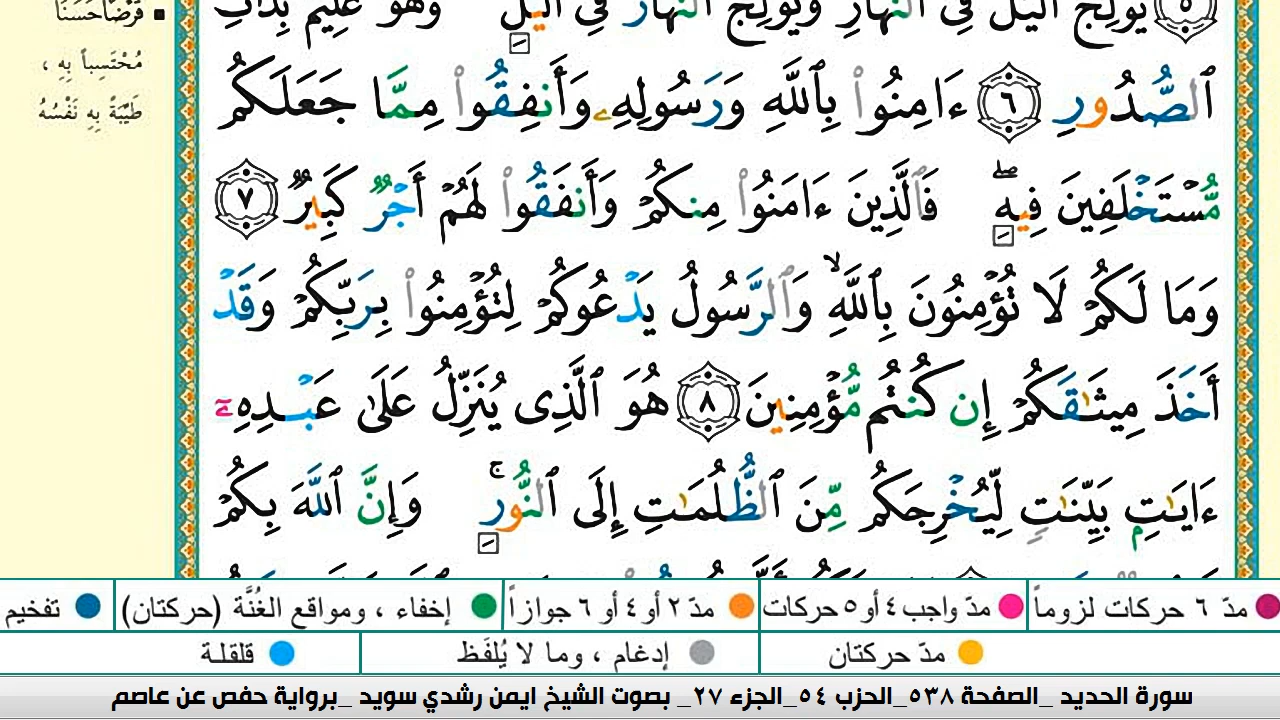 ٥ يُولِجُ ٱلَّيۡلَ فِي ٱلنَّهَارِ وَيُولِجُ ٱلنَّهَارَ فِي ٱلَّيۡلِ وَهُوَ عَلِيمُۢ بِذَاتِ
ٱلصُّدُورِ ٦ ءَامِنُواْ بِٱللَّهِ وَرَسُولِهِۦ وَأَنفِقُواْ مِمَّا جَعَلَكُم
مُّسۡتَخۡلَفِينَ فِيهِۖ فَٱلَّذِينَ ءَامَنُواْ مِنكُمۡ وَأَنفَقُواْ لَهُمۡ أَجۡرٞ كَبِيرٞ ٧
وَمَا لَكُمۡ لَا تُؤۡمِنُونَ بِٱللَّهِ وَٱلرَّسُولُ يَدۡعُوكُمۡ لِتُؤۡمِنُواْ بِرَبِّكُمۡ وَقَدۡ
أَخَذَ مِيثَٰقَكُمۡ إِن كُنتُم مُّؤۡمِنِينَ ٨ هُوَ ٱلَّذِي يُنَزِّلُ عَلَىٰ عَبۡدِهِۦٓ
ءَايَٰتِۭ بَيِّنَٰتٖ لِّيُخۡرِجَكُم مِّنَ ٱلظُّلُمَٰتِ إِلَى ٱلنُّورِۚ وَإِنَّ ٱللَّهَ بِكُمۡ
■ قَرۡضًا حَسَنًا
مُحْتَسِباً بِهِ ،
طَيِّبَةً بِهِ نَفْسُهُ
مدّ ٦ حركات لزوماً مدّ واجب ٤ أو ٥ حركات مدّ ٢ أو ٤ أو ٦ جوازاً إخفاء ، ومواقع الغُنَّة (حركتان) تفخيم
مدّ حركتان إدغام ، وما لا يُلفَظ قلقلة
سورة الحديد _الصفحة ٥٣٨_الحزب ٥٤_الجزء ٢٧_ بصوت الشيخ ايمن رشدي سويد _برواية حفص عن عاصم